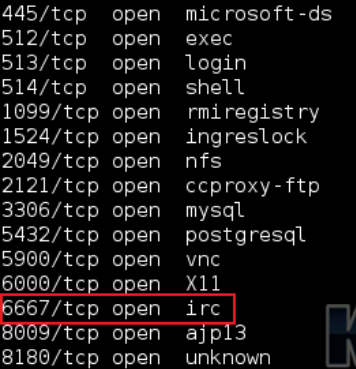 445/tcp open microsoft-ds
512/tcp open exec
513/tcp open login
514/tcp open shell
1099/tcp open rmiregistry
1524/tcp open ingreslock
2049/tcp open nfs
2121/tcp open ccproxy-ftp
3306/tcp open mysql
5432/tcp open postgresql
5900/tcp open vnc
6000/tcp open X11
6667/tcp open irc
8009/tcp open ajp13
8180/tcp open unknown